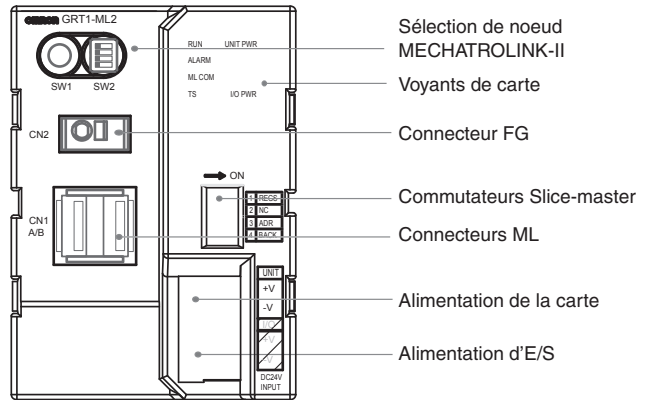 omron GRT1-ML2
SW1 SW2
CN2
CN1
A/B
RUN UNIT PWR
ALARM
ML COM
TS I/O PWR
ON
1 REGS
2 NC
3 ADR
4 BACK
UNIT
+V
-V
I/O
+V
-V
DC24V
INPUT
Sélection de noeud
MECHATROLINK-II
Voyants de carte
Connecteur FG
Commutateurs Slice-master
Connecteurs ML
Alimentation de la carte
Alimentation d'E/S